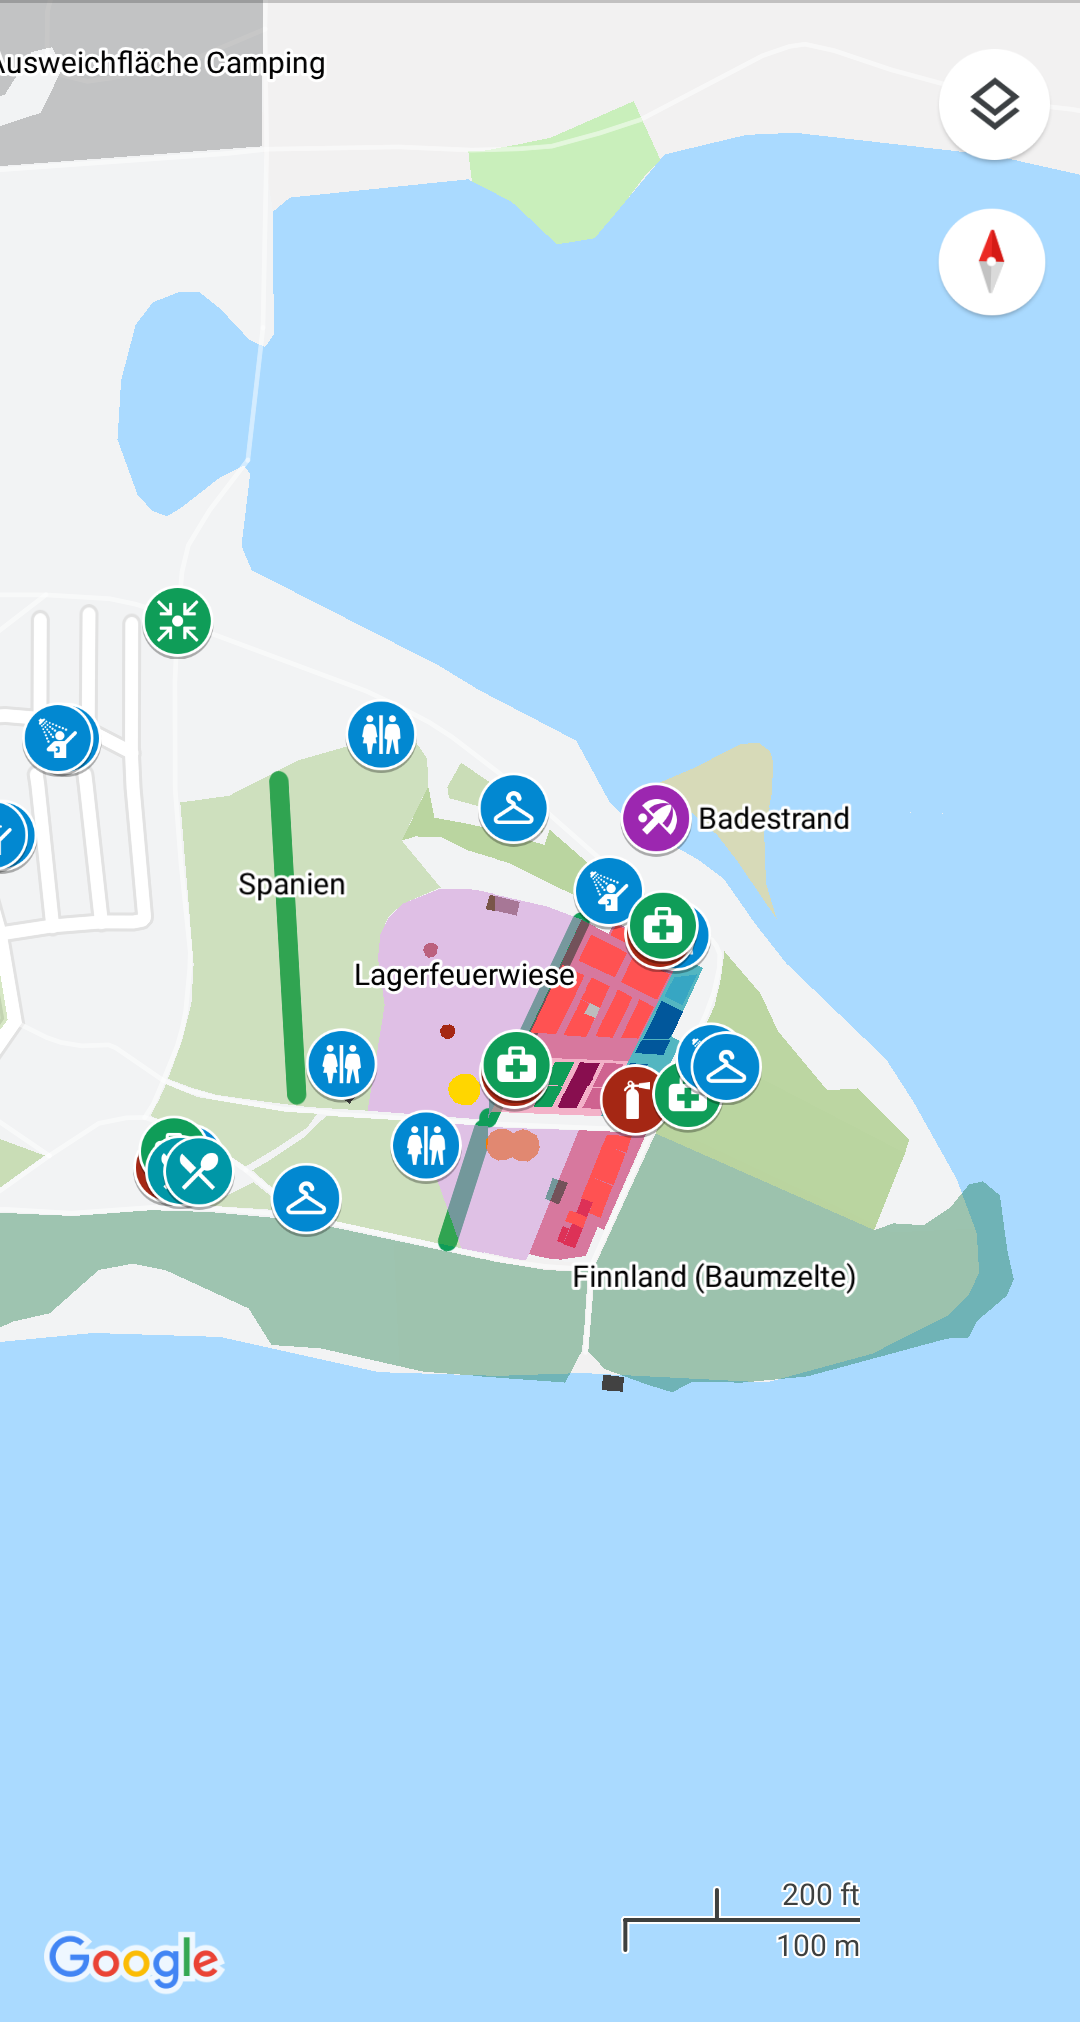 Ausweichfläche Camping
Badestrand
Spanien
Lagerfeuerwiese
Finnland (Baumzelte)
200 ft
100 m
Google